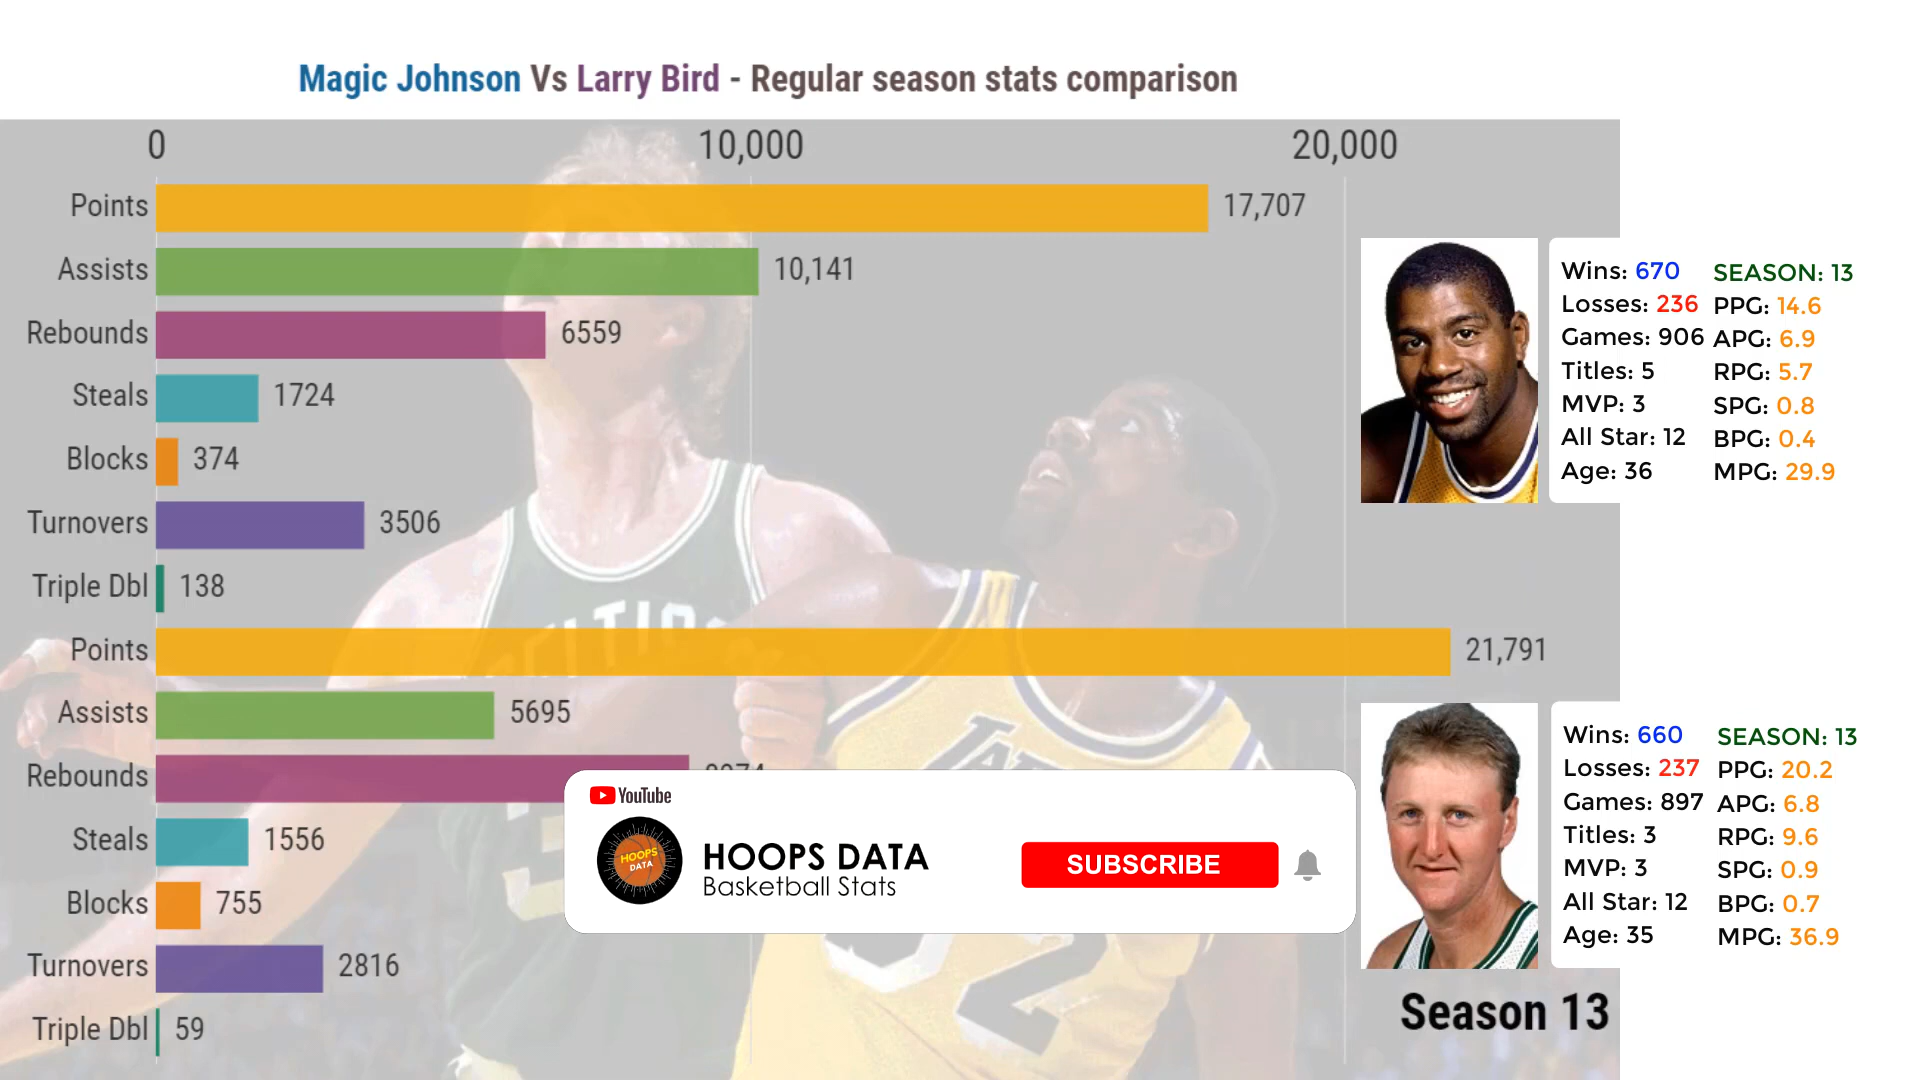 Magic Johnson Vs Larry Bird - Regular season stats comparison
0 10,000 20,000
Points 17,707
Assists 10,141
Rebounds 6559
Steals 1724
Blocks 374
Turnovers 3506
Triple Dbl 138
Wins: 670 SEASON: 13
Losses: 236 PPG: 14.6
Games: 906 APG: 6.9
Titles: 5 RPG: 5.7
MVP: 3 SPG: 0.8
All Star: 12 BPG: 0.4
Age: 36 MPG: 29.9
Points 21,791
Assists 5695
Rebounds
Steals 1556
Blocks 755
Turnovers 2816
Triple Dbl 59
Wins: 660 SEASON: 13
Losses: 237 PPG: 20.2
Games: 897 APG: 6.8
Titles: 3 RPG: 9.6
MVP: 3 SPG: 0.9
All Star: 12 BPG: 0.7
Age: 35 MPG: 36.9
YouTube
HOOPS DATA
HOOPS DATA
Basketball Stats
SUBSCRIBE
Season 13